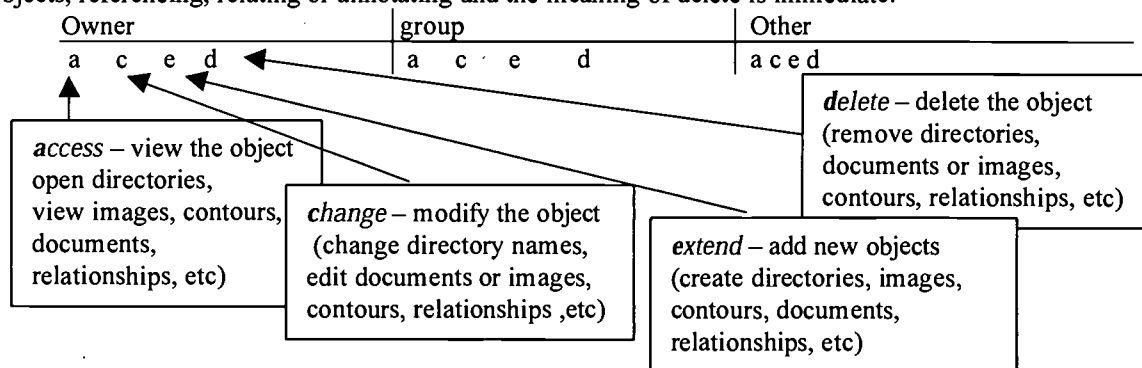 objects, referencing, relating or annotating and the meaning of delete is immediate.
Owner group Other
a c e d a c e d a c e d
access – view the object
open directories,
view images, contours,
documents,
relationships, etc)
change – modify the object
(change directory names,
edit documents or images,
contours, relationships ,etc)
extend – add new objects
(create directories, images,
contours, documents,
relationships, etc)
delete – delete the object
(remove directories,
documents or images,
contours, relationships, etc)